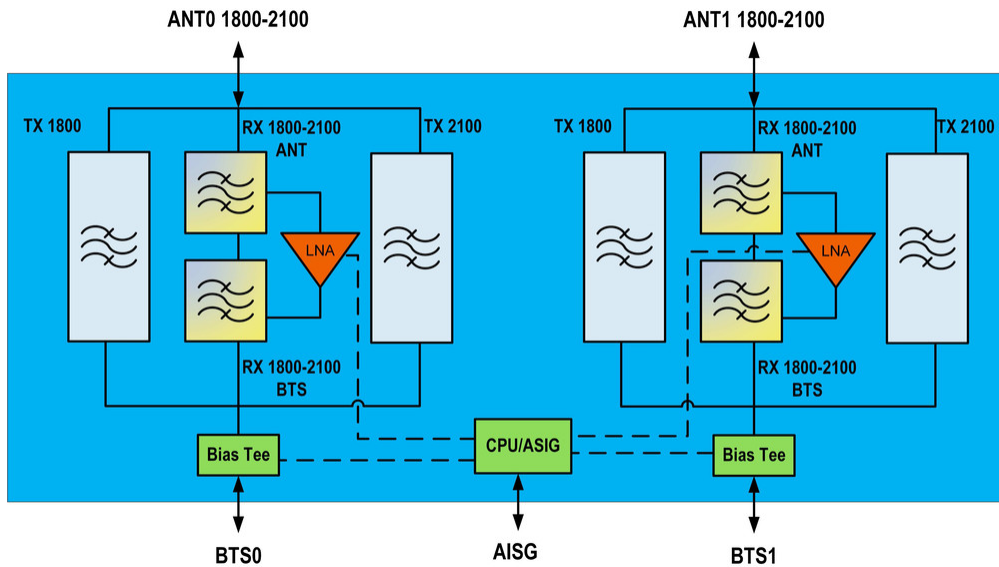 ANT0 1800-2100
ANT1 1800-2100
TX 1800
RX 1800-2100
ANT
TX 2100
TX 1800
RX 1800-2100
ANT
TX 2100
LNA
LNA
RX 1800-2100
BTS
RX 1800-2100
BTS
Bias Tee
CPU/ASIG
Bias Tee
BTS0
AISG
BTS1